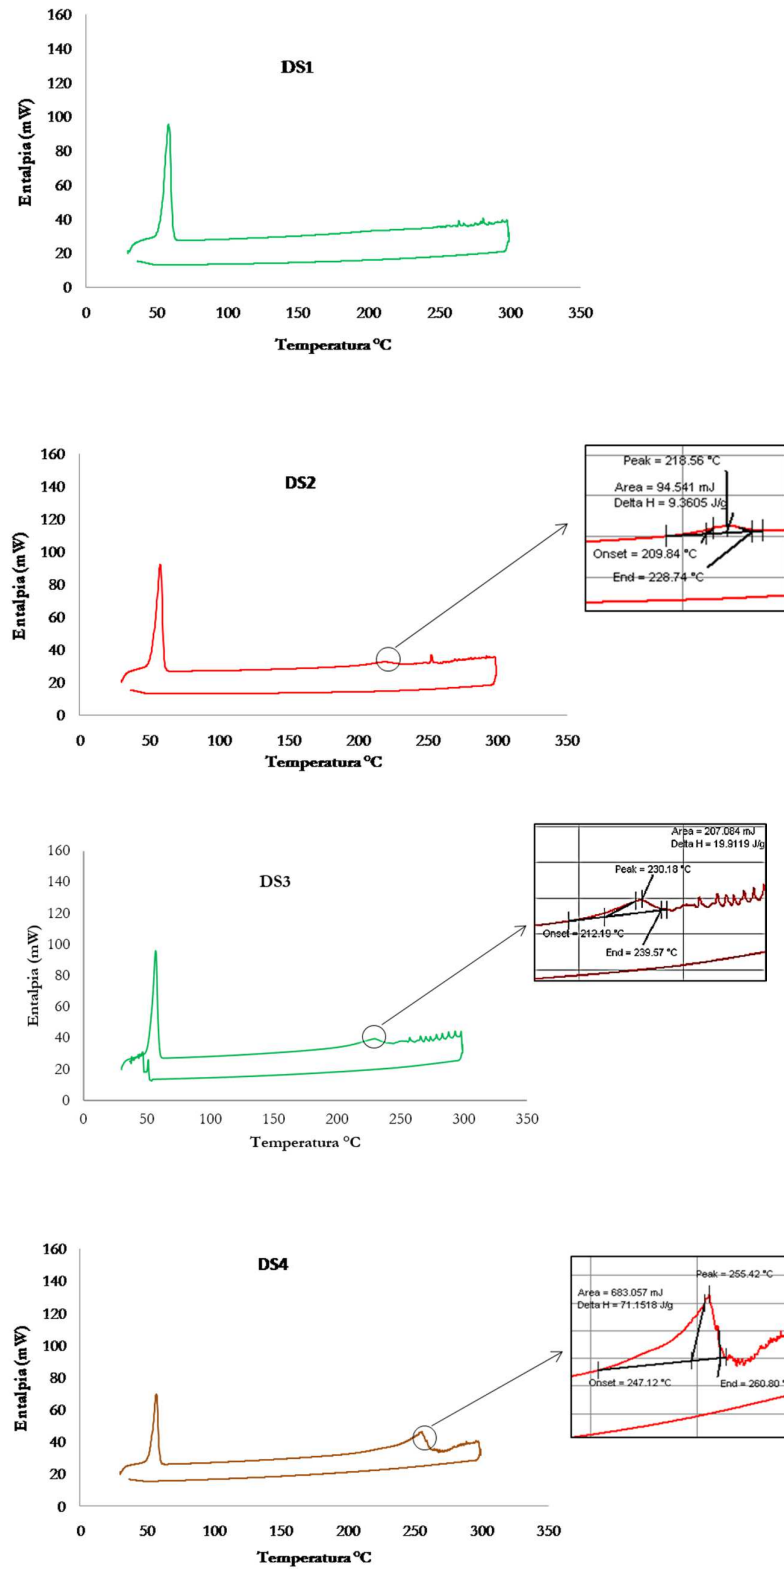 160
140
120
100
80
60
40
20
0
Entalpia (mW)
DS1
0 50 100 150 200 250 300 350
Temperatura °C
160
140
120
100
80
60
40
20
0
Entalpia (mW)
DS2
0 50 100 150 200 250 300 350
Temperatura °C
Peak = 218.56 °C
Area = 94.541 mJ
Delta H = 9.3605 J/g
Onset = 209.84 °C
End = 228.74 °C
160
140
120
100
80
60
40
20
0
Entalpia (mW)
DS3
0 50 100 150 200 250 300 350
Temperatura °C
Area = 207.084 mJ
Delta H = 19.9119 J/g
Peak = 230.18 °C
Onset = 212.19 °C
End = 239.57 °C
160
140
120
100
80
60
40
20
0
Entalpia (mW)
DS4
0 50 100 150 200 250 300 350
Temperatura °C
Peak = 255.42 °C
Area = 683.057 mJ
Delta H = 71.1518 J/g
Onset = 247.12 °C
End = 260.80 °